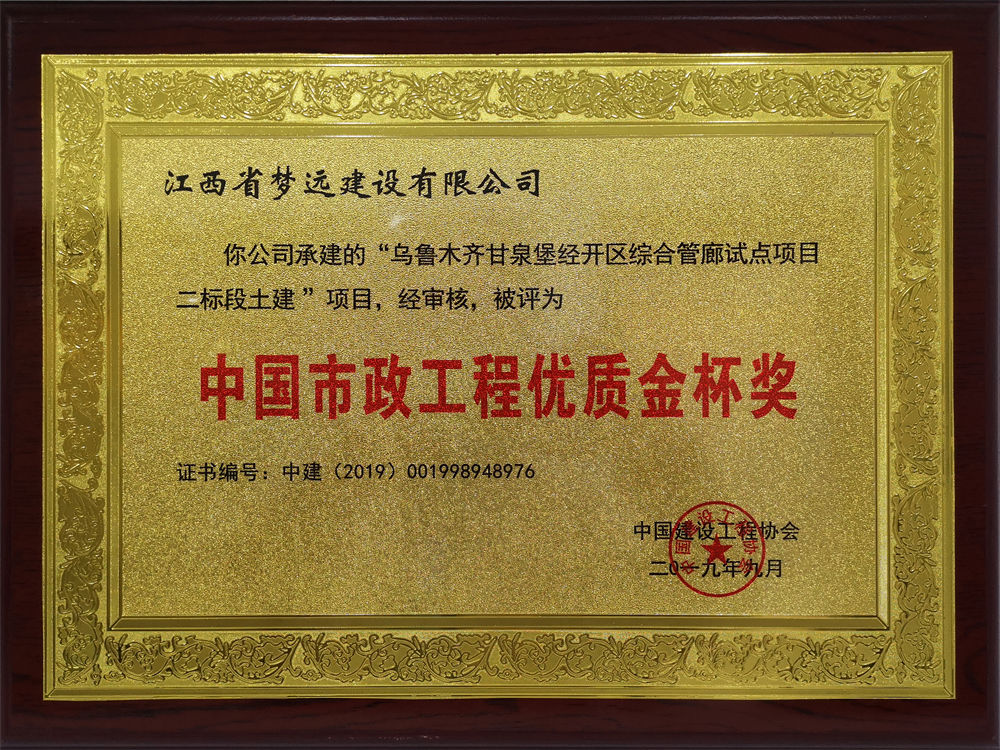 江西省梦远建设有限公司
你公司承建的“乌鲁木齐甘泉堡经开区综合管廊试点项目
二标段土建”项目，经审核，被评为
中国市政工程优质金杯奖
证书编号：中建（2019）001998948976
中国建设工程协会
二0一九年九月